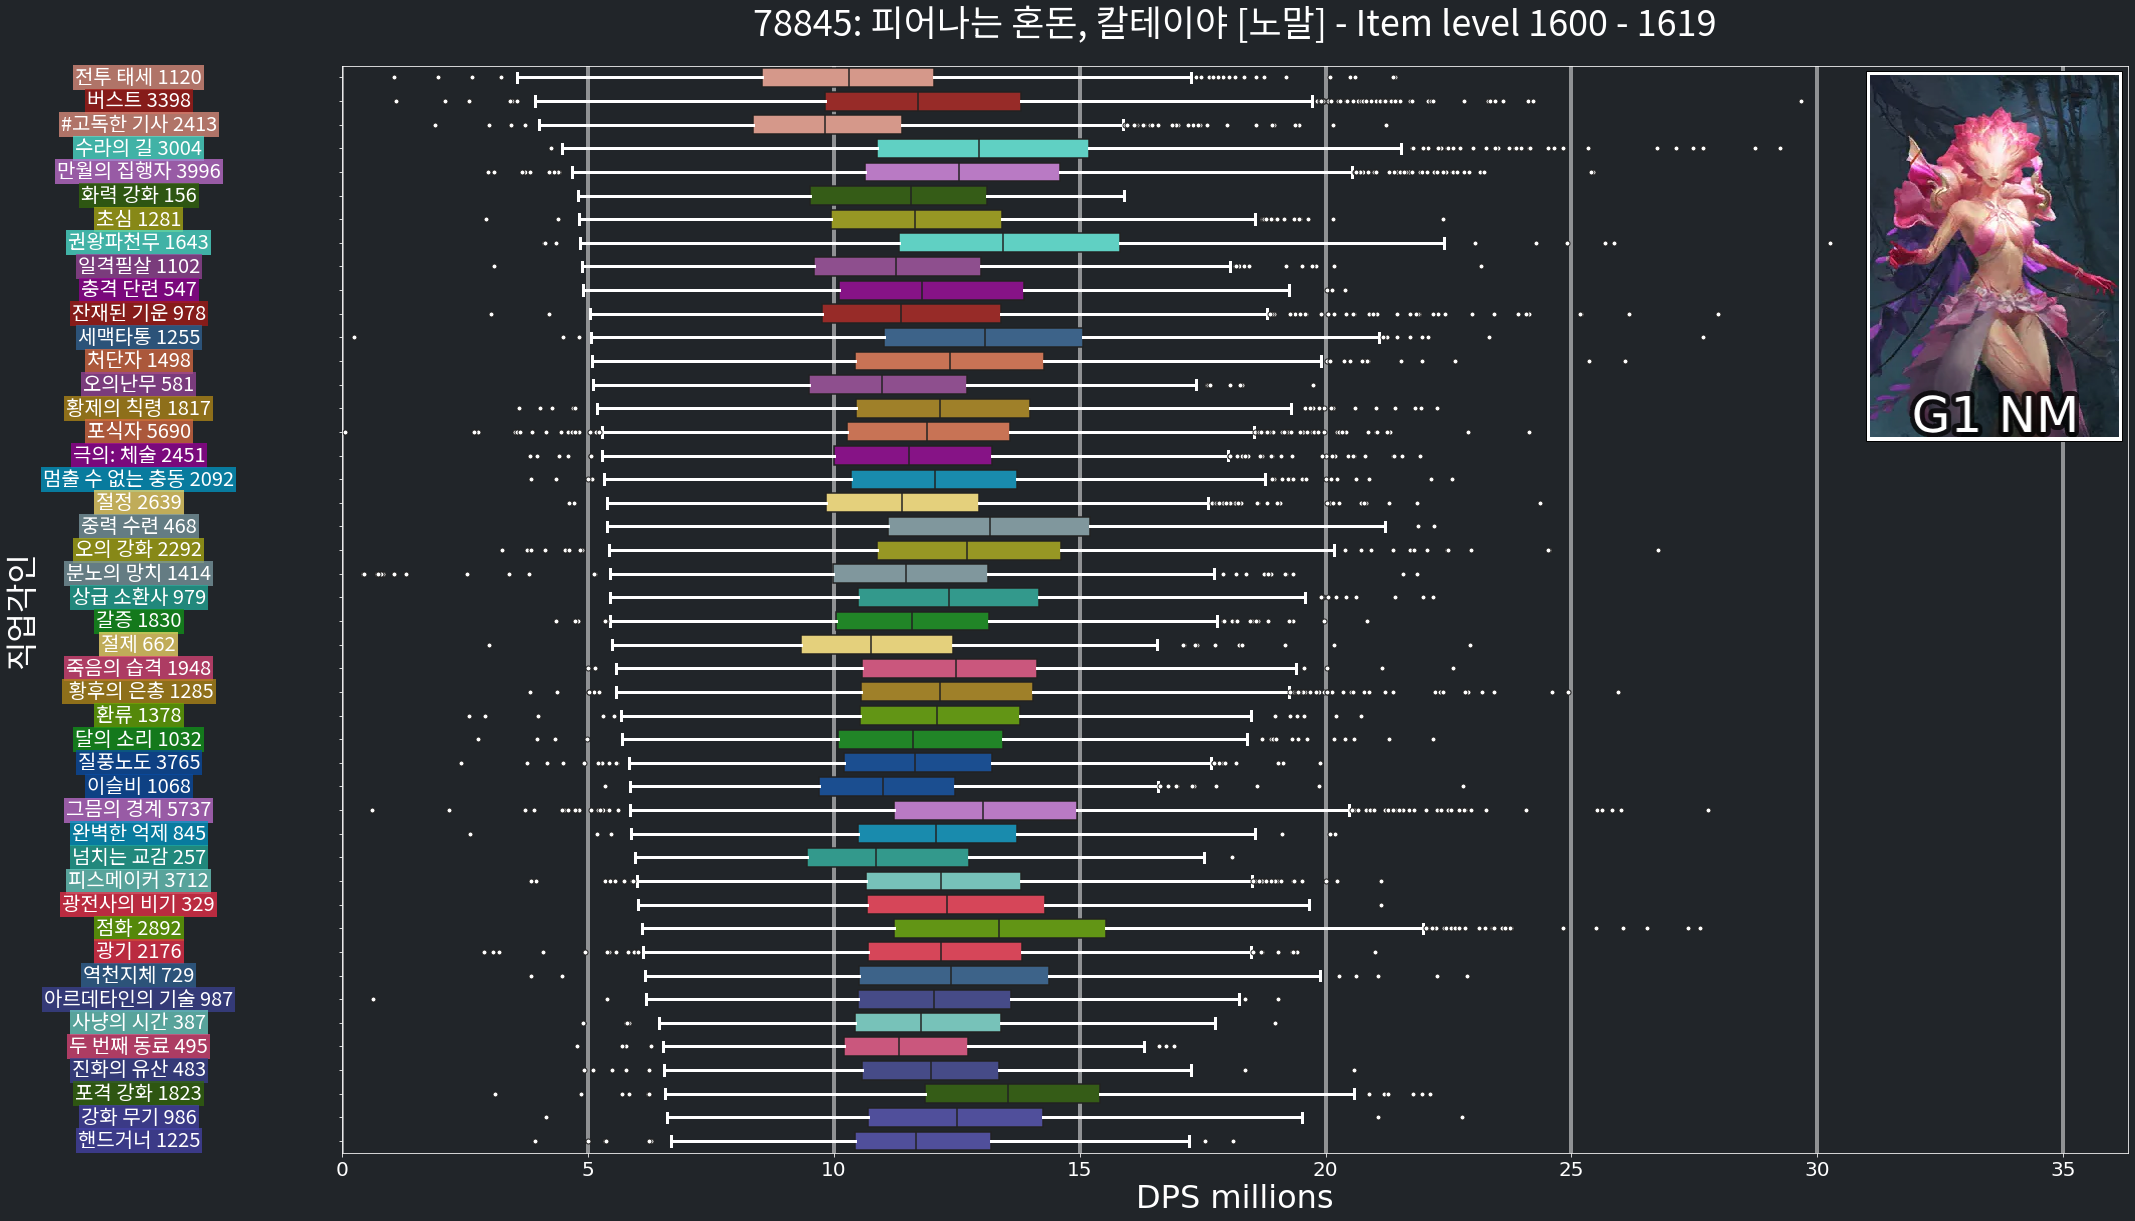 78845: 피어나는 혼돈, 칼테이야 [노말] - Item level 1600 - 1619
전투 태세 1120
버스트 3398
#고독한 기사 2413
수라의 길 3004
만월의 집행자 3996
화력 강화 156
초심 1281
권왕파천무 1643
일격필살 1102
충격 단련 547
잔재된 기운 978
세맥타통 1255
처단자 1498
오의난무 581
황제의 칙령 1817
포식자 5690
극의: 체술 2451
멈출 수 없는 충동 2092
절정 2639
중력 수련 468
오의 강화 2292
분노의 망치 1414
상급 소환사 979
갈증 1830
절제 662
죽음의 습격 1948
황후의 은총 1285
환류 1378
달의 소리 1032
질풍노도 3765
이슬비 1068
그믐의 경계 5737
완벽한 억제 845
넘치는 교감 257
피스메이커 3712
광전사의 비기 329
점화 2892
광기 2176
역천지체 729
아르데타인의 기술 987
사냥의 시간 387
두 번째 동료 495
진화의 유산 483
포격 강화 1823
강화 무기 986
핸드거너 1225
직업각인
G1 NM
0 5 10 15 20 25 30 35
DPS millions